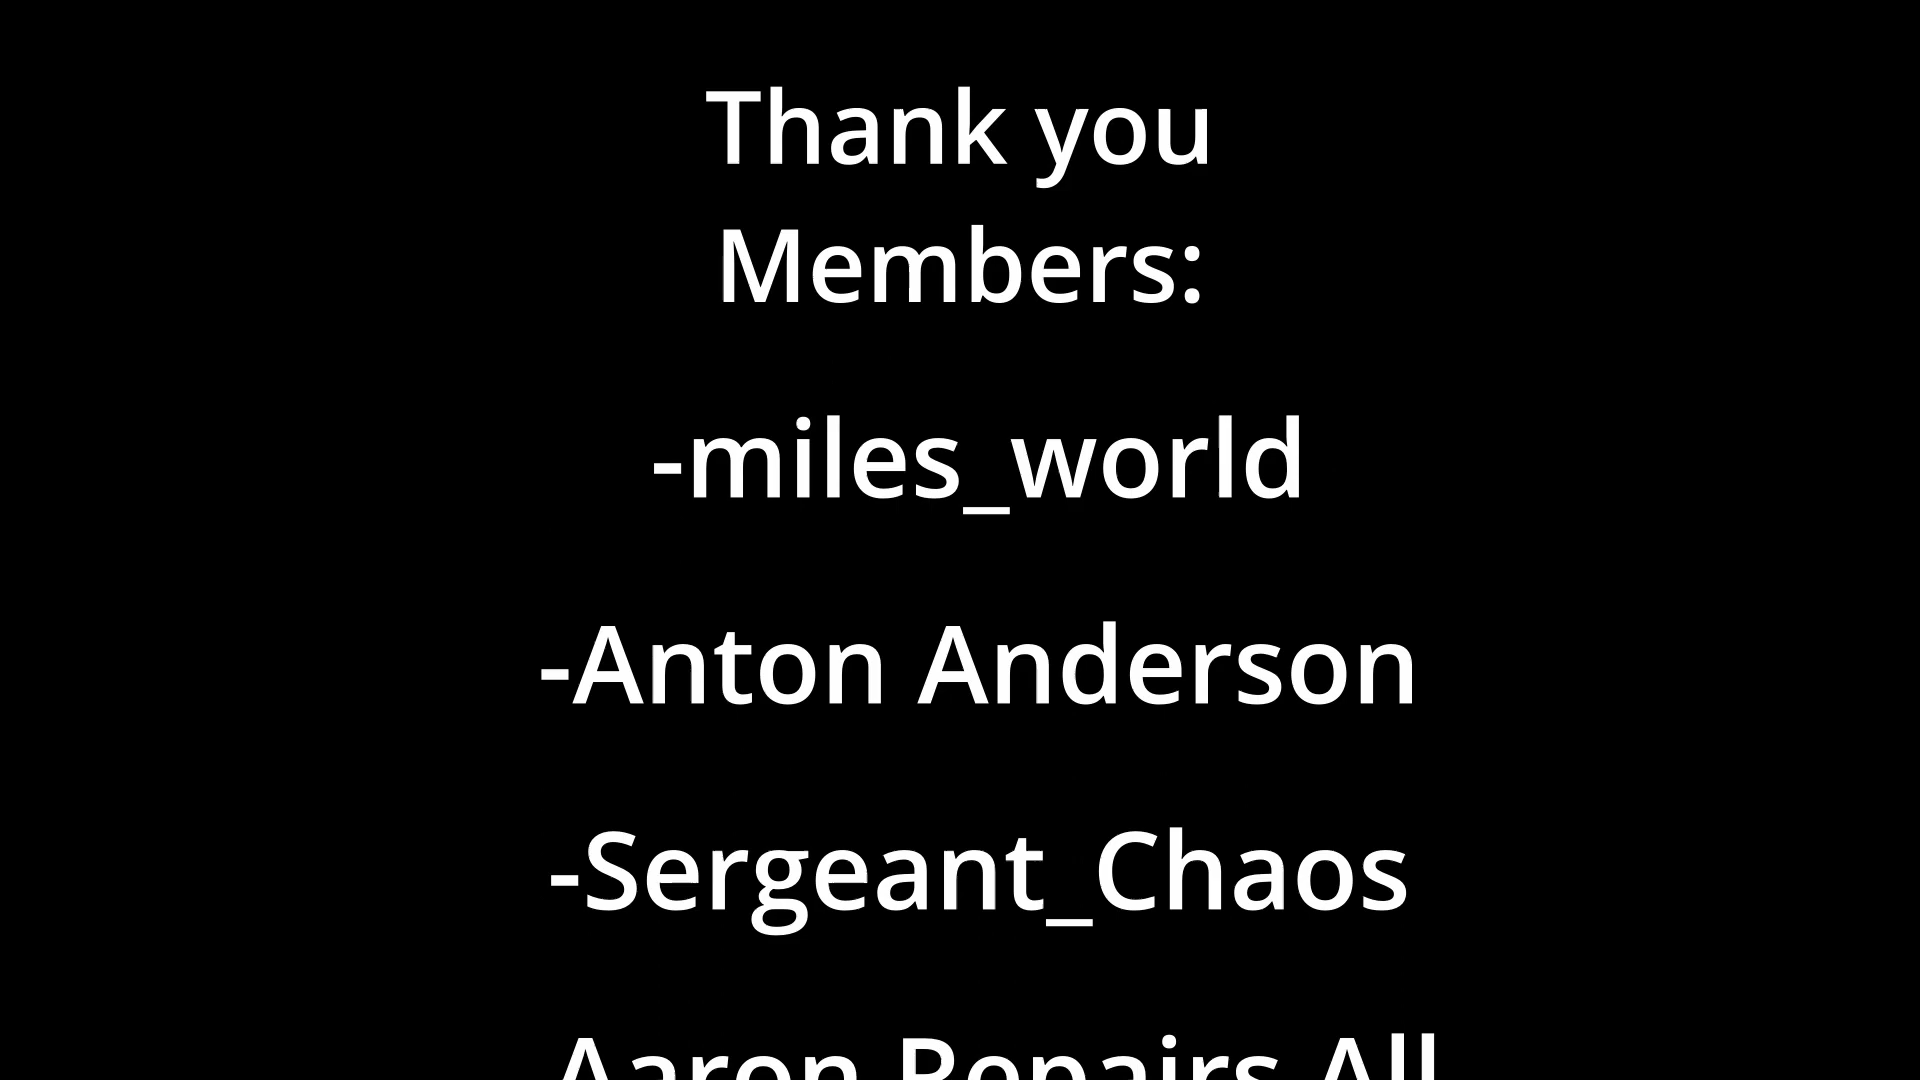 Thank you
Members:
-miles_world
-Anton Anderson
-Sergeant_Chaos
Aaron Repairs All